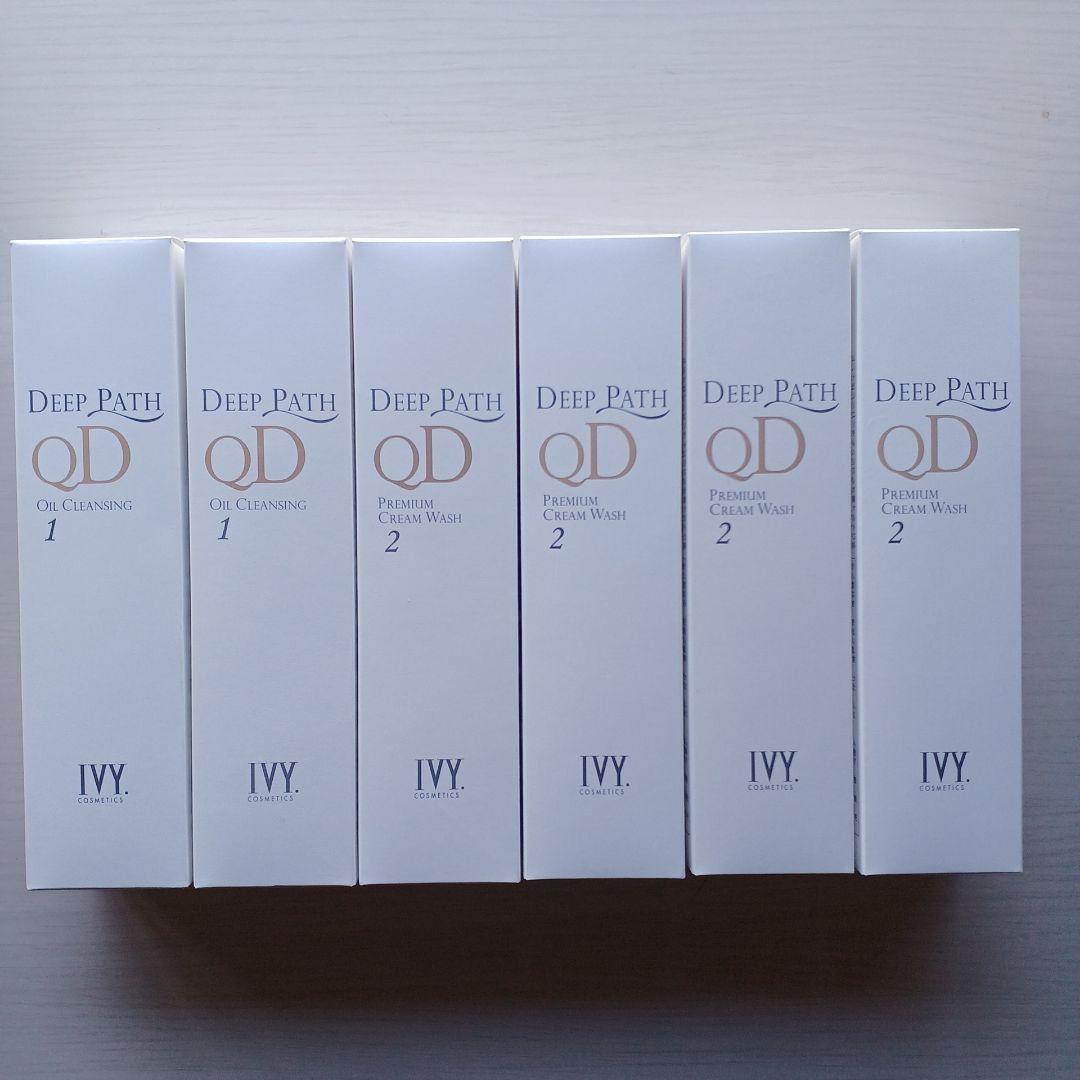 DEEP PATH
QD
OIL CLEANSING
1
IVY.
COSMETICS
DEEP PATH
QD
OIL CLEANSING
1
IVY.
COSMETICS
DEEP PATH
QD
PREMIUM
CREAM WASH
2
IVY.
COSMETICS
DEEP PATH
QD
PREMIUM
CREAM WASH
2
IVY.
COSMETICS
DEEP PATH
QD
PREMIUM
CREAM WASH
2
IVY.
COSMETICS
DEEP PATH
QD
PREMIUM
CREAM WASH
2
IVY.
COSMETICS